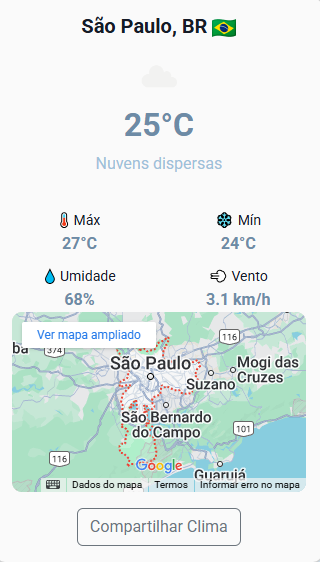 São Paulo, BR
25°C
Nuvens dispersas
Máx
Mín
27°C
24°C
Umidade
Vento
68%
3.1 km/h
Ver mapa ampliado
116
ba
374
São Paulo
Mogi das
Cruzes
Suzano
São Bernardo
do Campo
101
116
Google
Guarujá
Dados do mapa
Termos
Informar erro no mapa
Compartilhar Clima